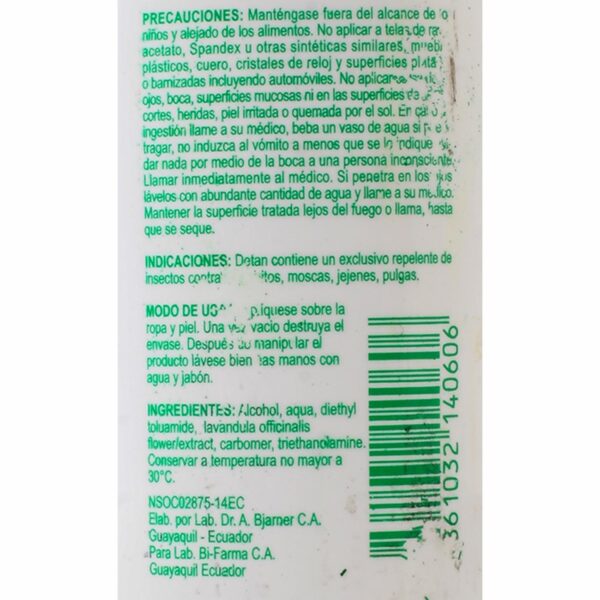 PRECAUCIONES: Manténgase fuera del alcance de
niños y alejado de los alimentos. No aplicar a telas de
acetato, Spandex u otras sintéticas similares,
plásticos, cuero, cristales de reloj y superficies
o barnizadas incluyendo automóviles. No aplicarse
ojos, boca, superficies mucosas ni en las superficies de
cortes, heridas, piel irritada o quemada por el sol. En
ingestión llame a su médico, beba un vaso de agua si
tragar, no induzca al vómito a menos que se lo indique
dar nada por medio de la boca a una persona inconsciente.
Llamar inmediatamente al médico. Si penetra en los
lávelos con abundante cantidad de agua y llame a su médico.
Mantener la superficie tratada lejos del fuego o llama, hasta
que se seque.
INDICACIONES: Detan contiene un exclusivo repelente de
insectos moscas, jejenes, pulgas.
MODO DE sobre la
ropa y piel. Una vez vacio destruya el
envase. Después manipular el
producto lávese bien las manos con
agua y jabón.
INGREDIENTES: Alcohol, aqua, diethyl
toluamide, lavandula officinalis
flower/extract, carbomer, triethanolamine.
Conservar a temperatura no mayor a
30°C.
NSOC02875-14EC
Elab. por Lab. Dr. A. Bjarner C.A.
Guayaquil - Ecuador
Para Lab. Bi-Farma C.A.
Guayaquil Ecuador
361032 140606